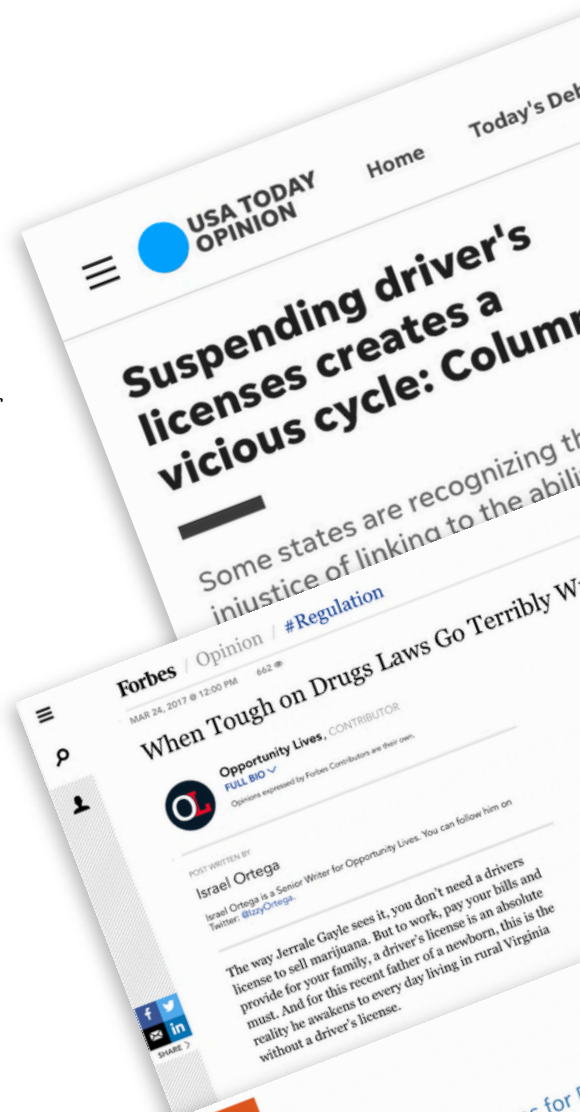 Home
Today's Deb
USA TODAY
OPINION
Suspending driver's
licenses creates a
vicious cycle: Column
Some states are recognizing th
injustice of linking to the abili
Forbes / Opinion / #Regulation
MAR 24, 2017 @ 12:00 PM 662
When Tough on Drugs Laws Go Terribly W
Opportunity Lives, CONTRIBUTOR
FULL BIO
Opinions expressed by Forbes Contributors are their own.
OL
POST WRITTEN BY
Israel Ortega
Israel Ortega is a Senior Writer for Opportunity Lives. You can follow him on
Twitter: @IzzyOrtega.
The way Jerrale Gayle sees it, you don't need a drivers
license to sell marijuana. But to work, pay your bills and
provide for your family, a driver's license is an absolute
must. And for this recent father of a newborn, this is the
reality he awakens to every day living in rural Virginia
without a driver's license.
f
in
SHARE >
for